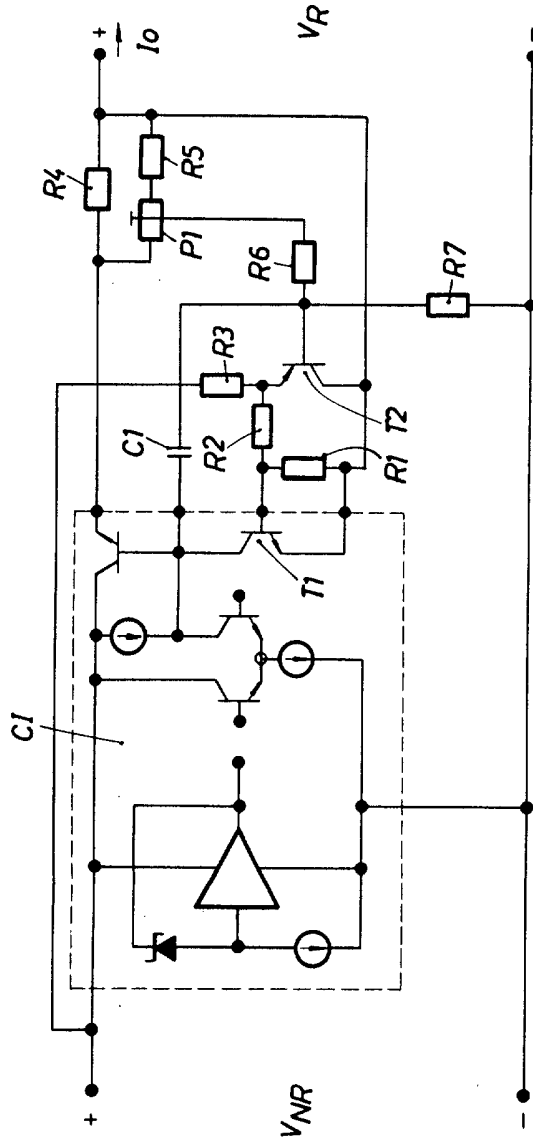 +
CI
+
Io
R4
R5
P1
R6
C1
R3
R2
R1
T1
T2
R7
VNR
VR
-
-